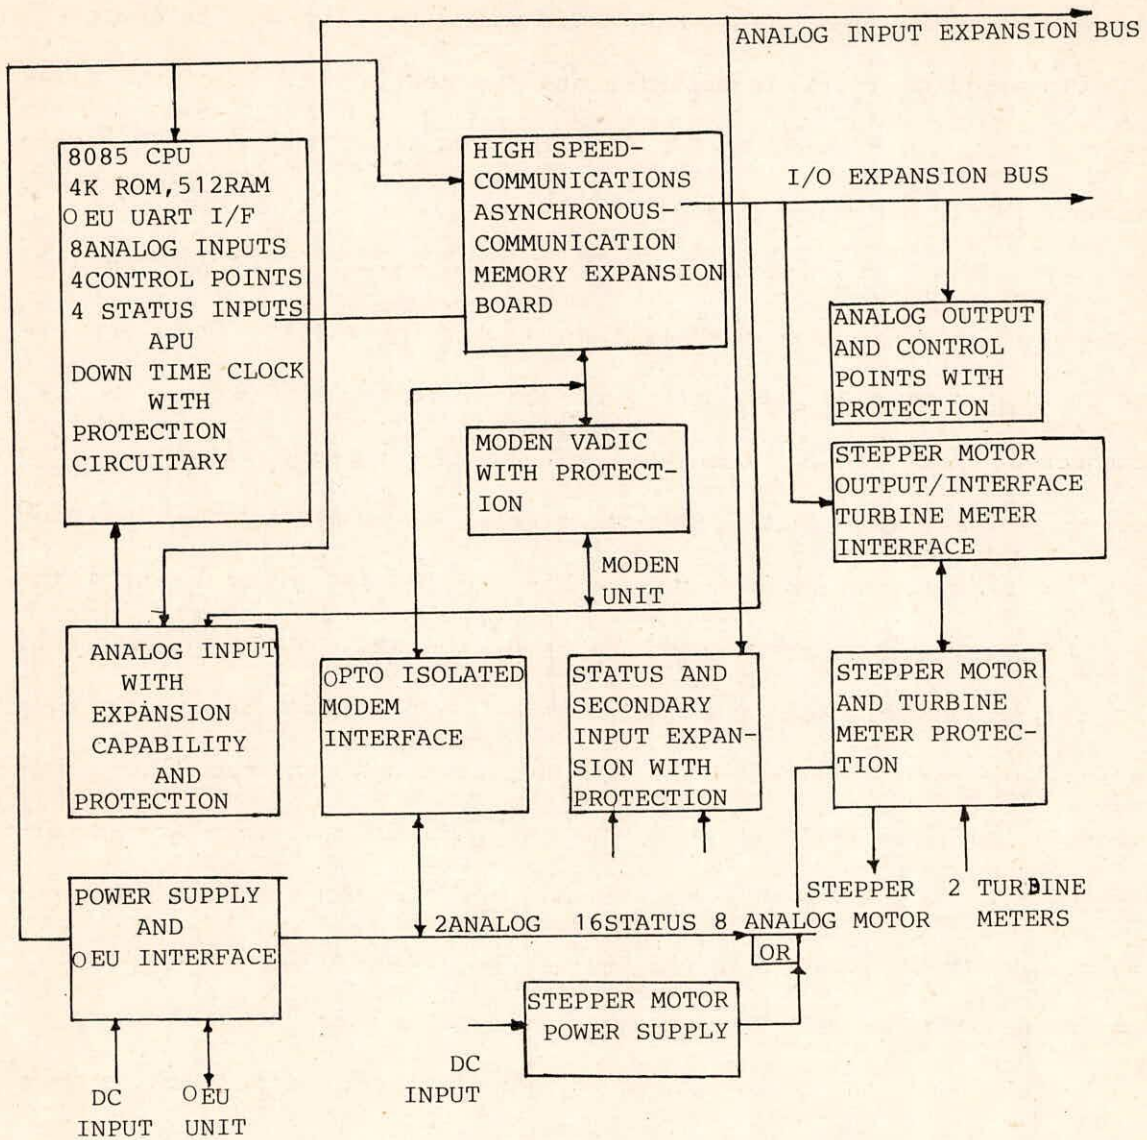 ANALOG INPUT EXPANSION BUS
8085 CPU
4K ROM,512RAM
OEU UART I/F
8ANALOG INPUTS
4CONTROL POINTS
4 STATUS INPUTS
APU
DOWN TIME CLOCK
WITH
PROTECTION
CIRCUITARY
HIGH SPEED-
COMMUNICATIONS
ASYNCHRONOUS-
COMMUNICATION
MEMORY EXPANSION
BOARD
I/O EXPANSION BUS
ANALOG OUTPUT
AND CONTROL
POINTS WITH
PROTECTION
MODEN VADIC
WITH PROTECT-
ION
STEPPER MOTOR
OUTPUT/INTERFACE
TURBINE METER
INTERFACE
MODEN
UNIT
ANALOG INPUT
WITH
EXPANSION
CAPABILITY
AND
PROTECTION
OPTO ISOLATED
MODEM
INTERFACE
STATUS AND
SECONDARY
INPUT EXPAN-
SION WITH
PROTECTION
STEPPER MOTOR
AND TURBINE
METER PROTEC-
TION
POWER SUPPLY
AND
OEU INTERFACE
STEPPER 2 TURBINE
2ANALOG 16STATUS 8 ANALOG MOTOR METERS
OR
STEPPER MOTOR
POWER SUPPLY
DC
INPUT
DC OEU
INPUT UNIT